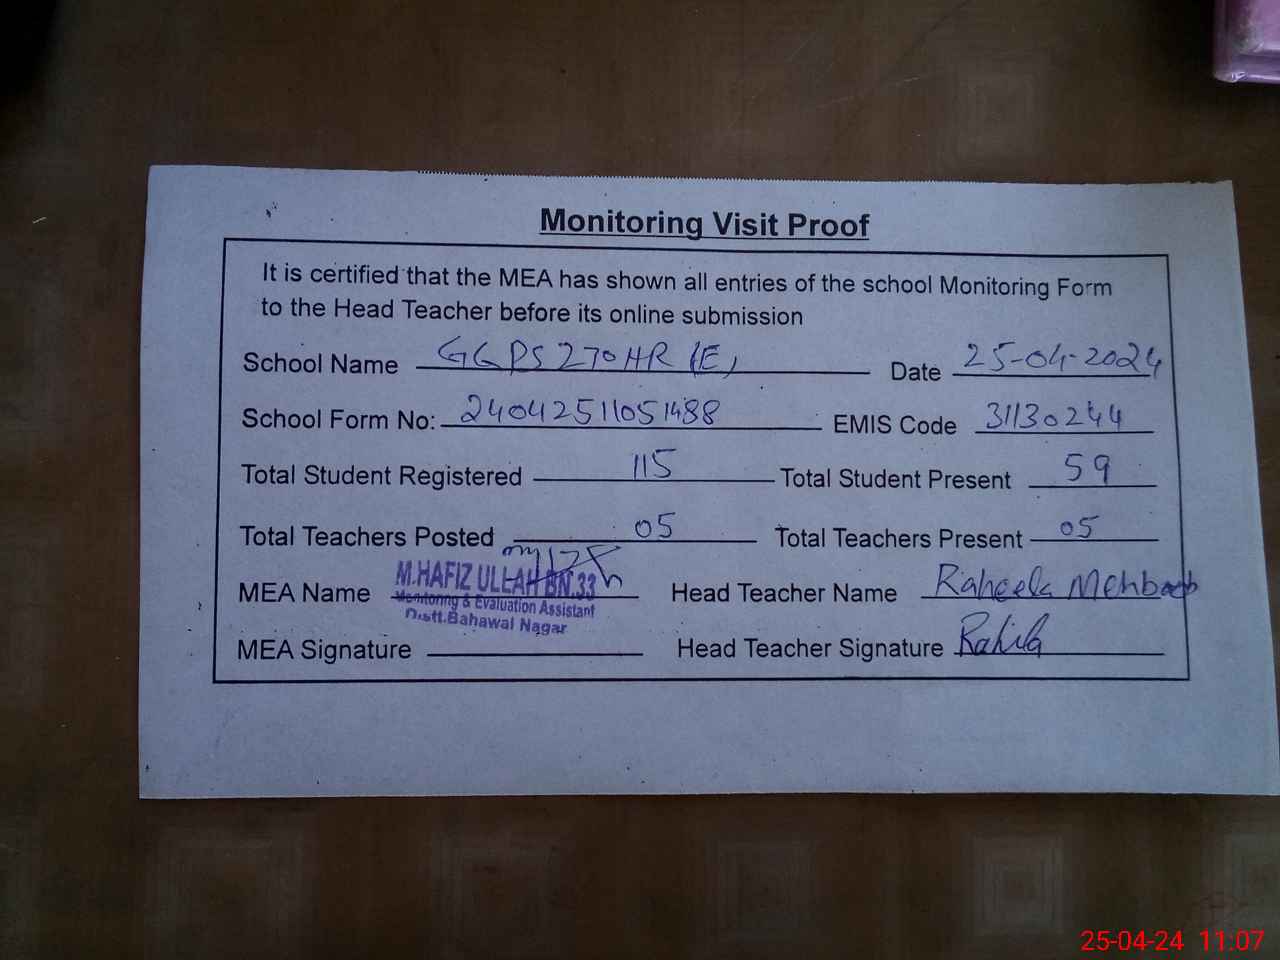 Monitoring Visit Proof
It is certified that the MEA has shown all entries of the school Monitoring Form
to the Head Teacher before its online submission
School Name GGPS 270 HR (E) Date 25-04-2024
School Form No: 24042511051488 EMIS Code 31130244
Total Student Registered 115 Total Student Present 59
Total Teachers Posted 05 Total Teachers Present 05
MEA Name M.HAFIZ ULLAH BN.33 Head Teacher Name Raheela Mehboob
Monitoring & Evaluation Assistant
Distt.Bahawal Nagar
MEA Signature Head Teacher Signature
25-04-24 11:07